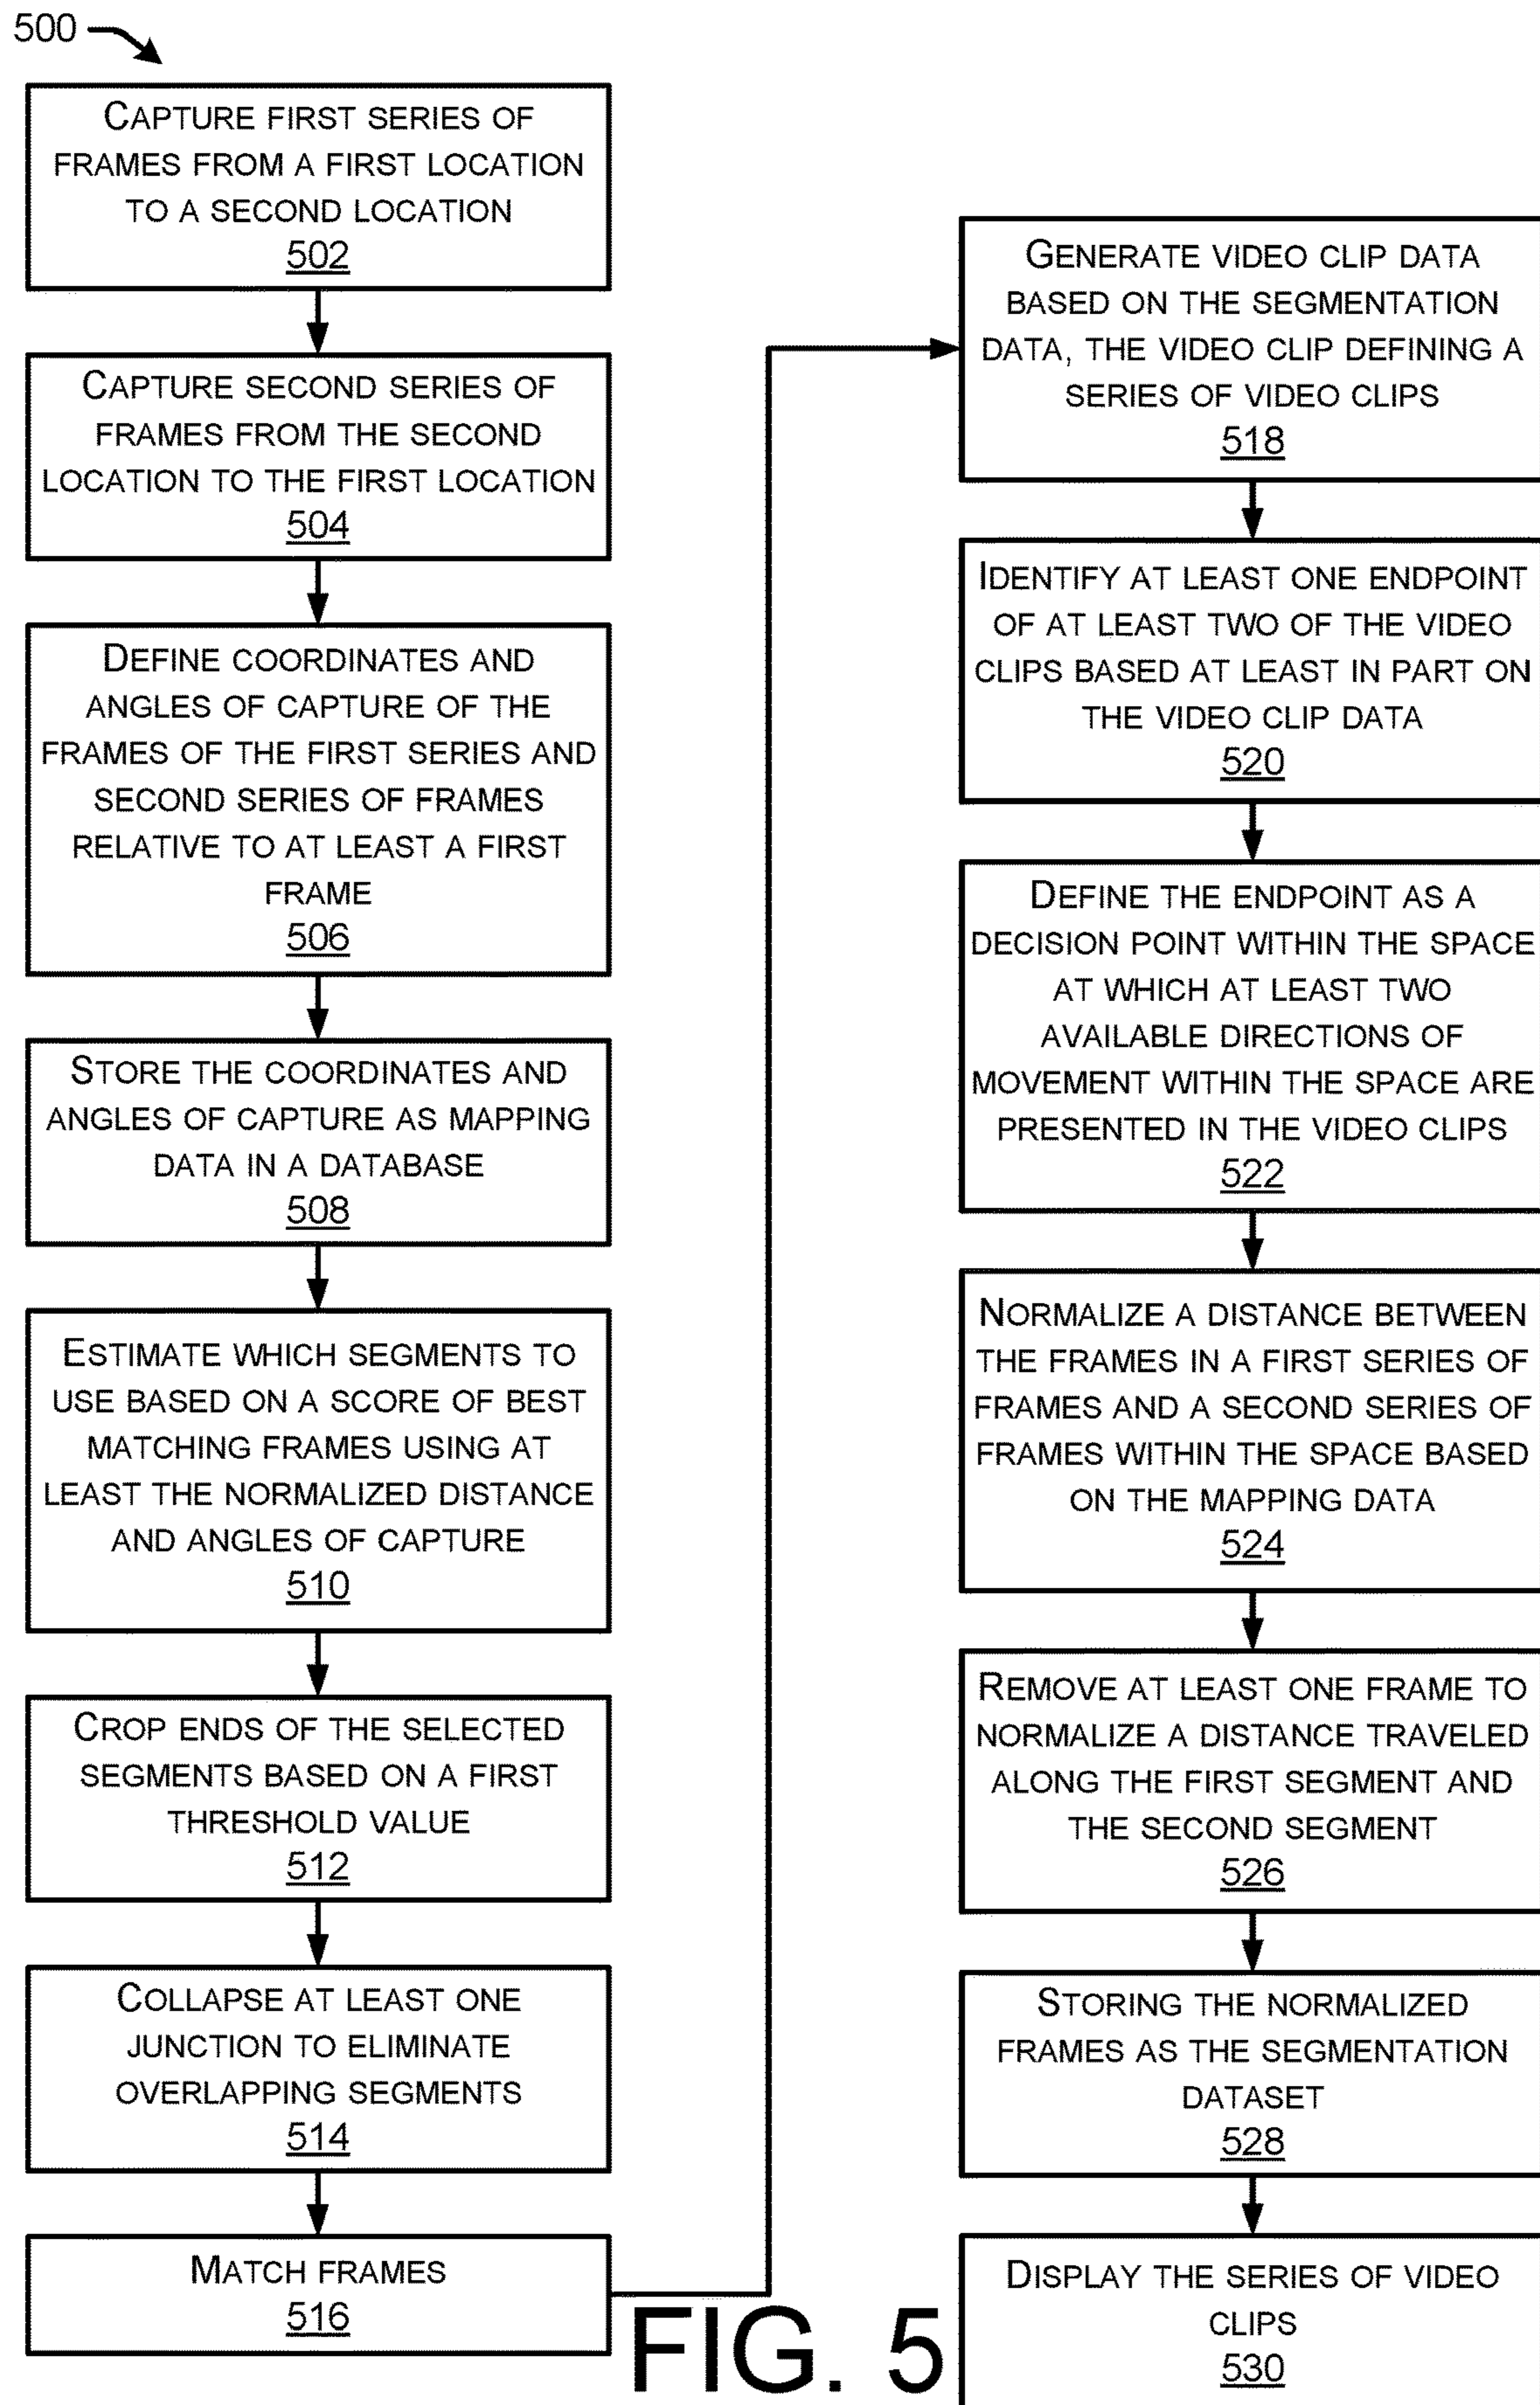 500
CAPTURE FIRST SERIES OF
FRAMES FROM A FIRST LOCATION
TO A SECOND LOCATION
502
CAPTURE SECOND SERIES OF
FRAMES FROM THE SECOND
LOCATION TO THE FIRST LOCATION
504
DEFINE COORDINATES AND
ANGLES OF CAPTURE OF THE
FRAMES OF THE FIRST SERIES AND
SECOND SERIES OF FRAMES
RELATIVE TO AT LEAST A FIRST
FRAME
506
STORE THE COORDINATES AND
ANGLES OF CAPTURE AS MAPPING
DATA IN A DATABASE
508
ESTIMATE WHICH SEGMENTS TO
USE BASED ON A SCORE OF BEST
MATCHING FRAMES USING AT
LEAST THE NORMALIZED DISTANCE
AND ANGLES OF CAPTURE
510
CROP ENDS OF THE SELECTED
SEGMENTS BASED ON A FIRST
THRESHOLD VALUE
512
COLLAPSE AT LEAST ONE
JUNCTION TO ELIMINATE
OVERLAPPING SEGMENTS
514
MATCH FRAMES
516
GENERATE VIDEO CLIP DATA
BASED ON THE SEGMENTATION
DATA, THE VIDEO CLIP DEFINING A
SERIES OF VIDEO CLIPS
518
IDENTIFY AT LEAST ONE ENDPOINT
OF AT LEAST TWO OF THE VIDEO
CLIPS BASED AT LEAST IN PART ON
THE VIDEO CLIP DATA
520
DEFINE THE ENDPOINT AS A
DECISION POINT WITHIN THE SPACE
AT WHICH AT LEAST TWO
AVAILABLE DIRECTIONS OF
MOVEMENT WITHIN THE SPACE ARE
PRESENTED IN THE VIDEO CLIPS
522
NORMALIZE A DISTANCE BETWEEN
THE FRAMES IN A FIRST SERIES OF
FRAMES AND A SECOND SERIES OF
FRAMES WITHIN THE SPACE BASED
ON THE MAPPING DATA
524
REMOVE AT LEAST ONE FRAME TO
NORMALIZE A DISTANCE TRAVELED
ALONG THE FIRST SEGMENT AND
THE SECOND SEGMENT
526
STORING THE NORMALIZED
FRAMES AS THE SEGMENTATION
DATASET
528
DISPLAY THE SERIES OF VIDEO
CLIPS
530
FIG. 5